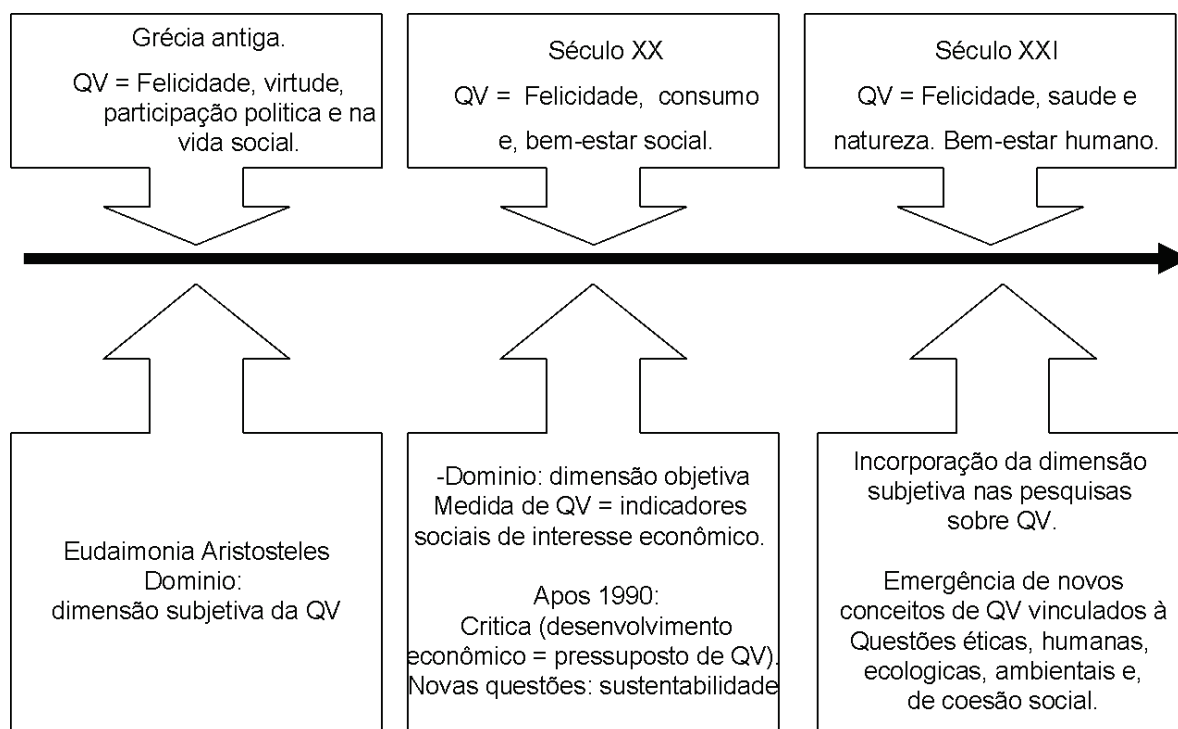 Grécia antiga.
QV = Felicidade, virtude,
participação politica e na
vida social.
Século XX
QV = Felicidade, consumo
e, bem-estar social.
Século XXI
QV = Felicidade, saude e
natureza. Bem-estar humano.
Eudaimonia Aristosteles
Dominio:
dimensão subjetiva da QV
-Dominio: dimensão objetiva
Medida de QV = indicadores
sociais de interesse econômico.
Apos 1990:
Critica (desenvolvimento
econômico = pressuposto de QV).
Novas questões: sustentabilidade
Incorporação da dimensão
subjetiva nas pesquisas
sobre QV.
Emergência de novos
conceitos de QV vinculados à
Questões éticas, humanas,
ecologicas, ambientais e,
de coesão social.